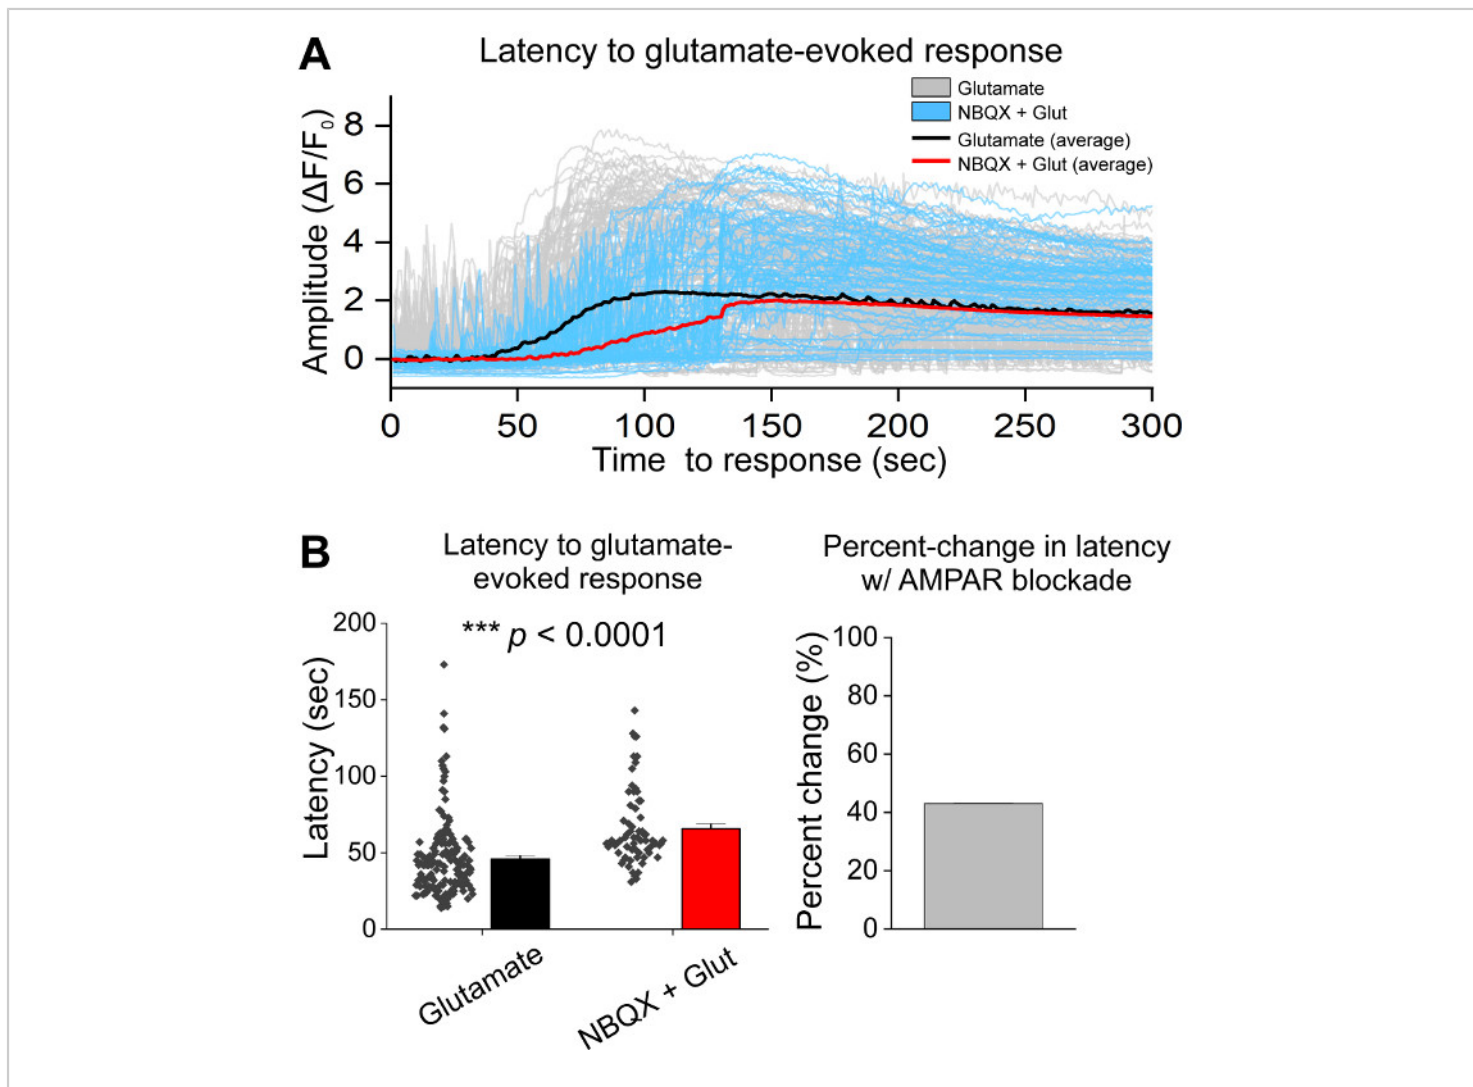 A
Latency to glutamate-evoked response
Glutamate
NBQX + Glut
Glutamate (average)
NBQX + Glut (average)
Amplitude (ΔF/F₀)
8
6
4
2
0
0 50 100 150 200 250 300
Time to response (sec)
B
Latency to glutamate-
evoked response
*** p < 0.0001
Latency (sec)
200
150
100
50
0
Glutamate
NBQX + Glut
Percent-change in latency
w/ AMPAR blockade
Percent change (%)
100
80
60
40
20
0